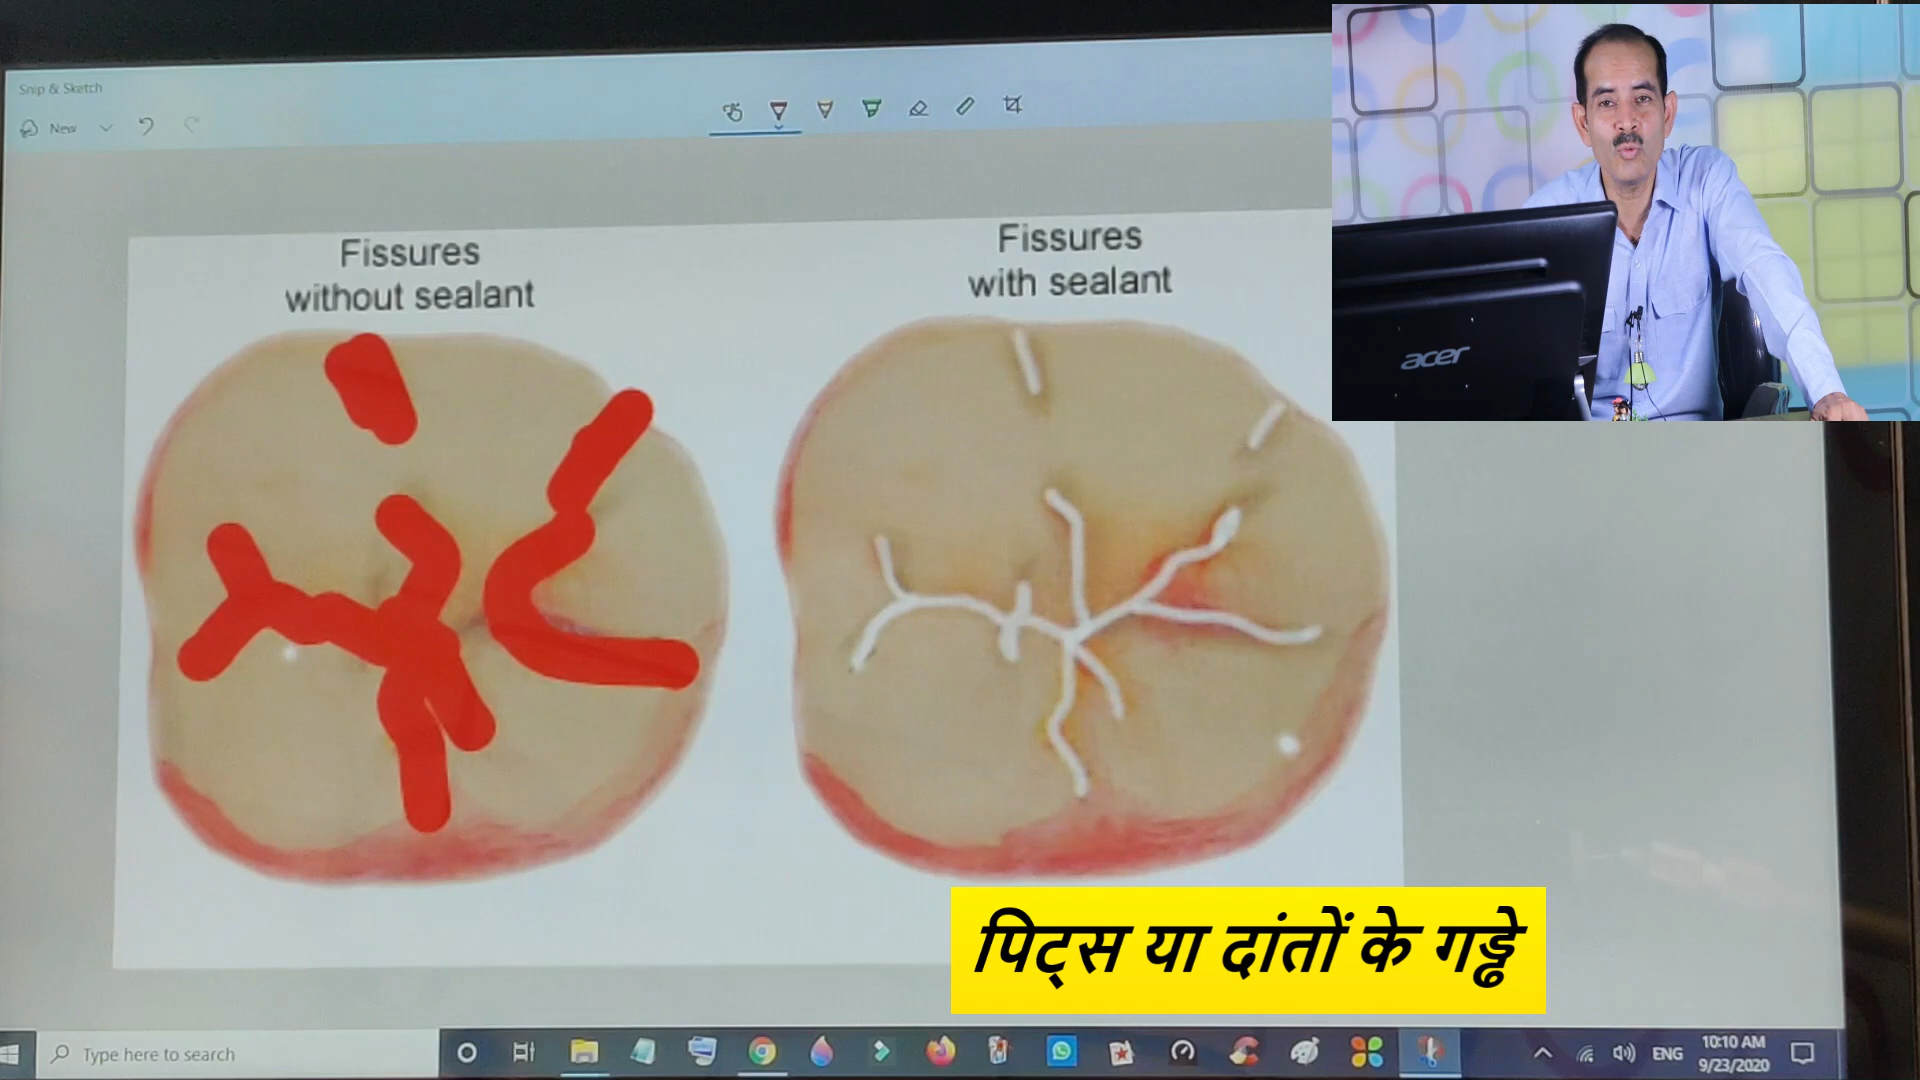 Snip & Sketch
New
Fissures
without sealant
Fissures
with sealant
acer
पिट्स या दांतों के गड्ढे
Type here to search
ENG
10:10 AM
9/23/2020